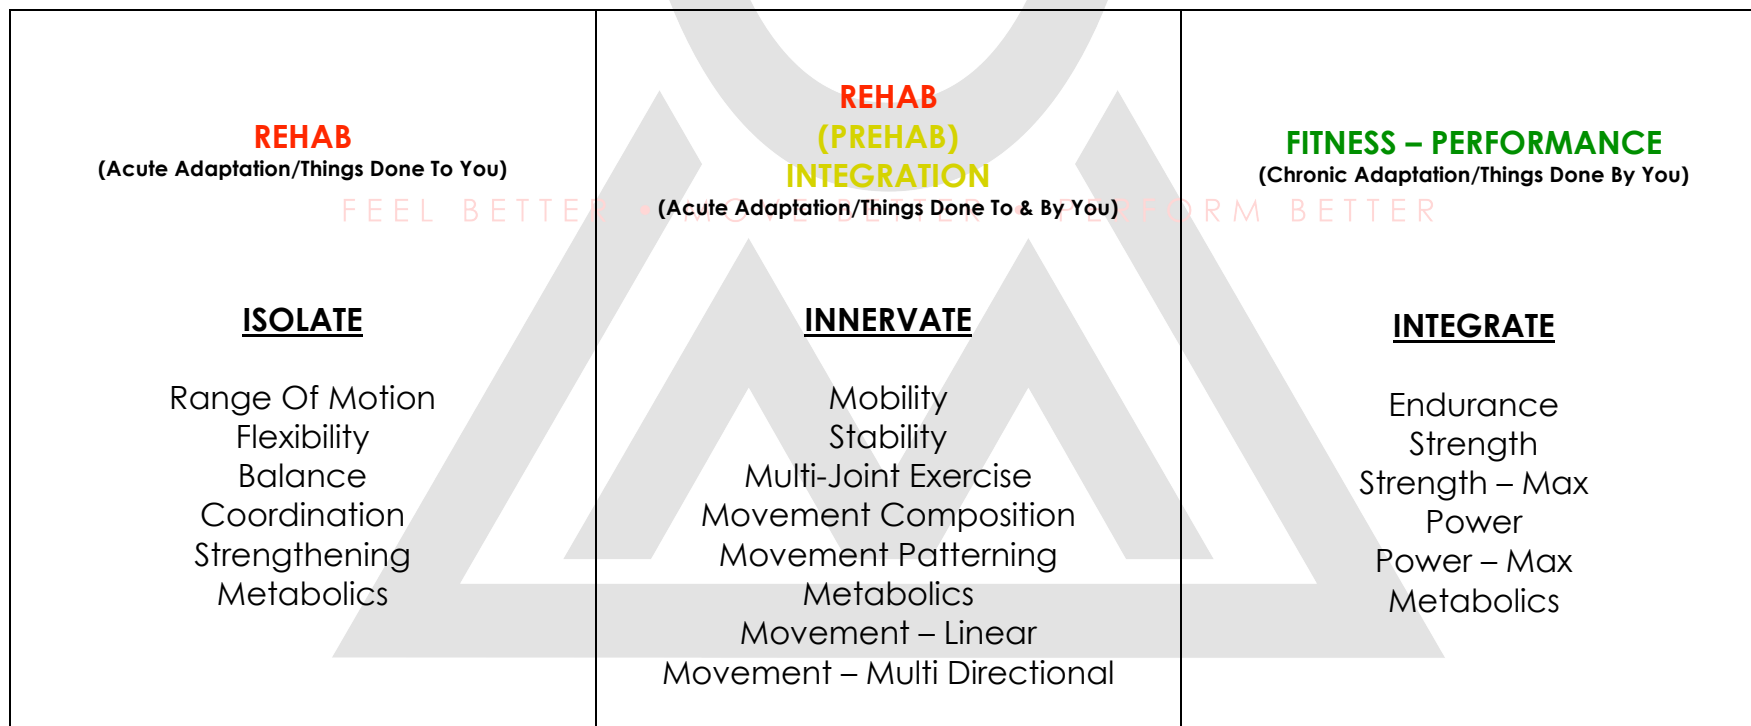 REHAB
(Acute Adaptation/Things Done To You)
ISOLATE
Range Of Motion
Flexibility
Balance
Coordination
Strengthening
Metabolics
REHAB
(PREHAB)
INTEGRATION
(Acute Adaptation/Things Done To & By You)
INNERVATE
Mobility
Stability
Multi-Joint Exercise
Movement Composition
Movement Patterning
Metabolics
Movement – Linear
Movement – Multi Directional
FITNESS – PERFORMANCE
(Chronic Adaptation/Things Done By You)
INTEGRATE
Endurance
Strength
Strength – Max
Power
Power – Max
Metabolics
FEEL BETTER • MOVE BETTER • PERFORM BETTER